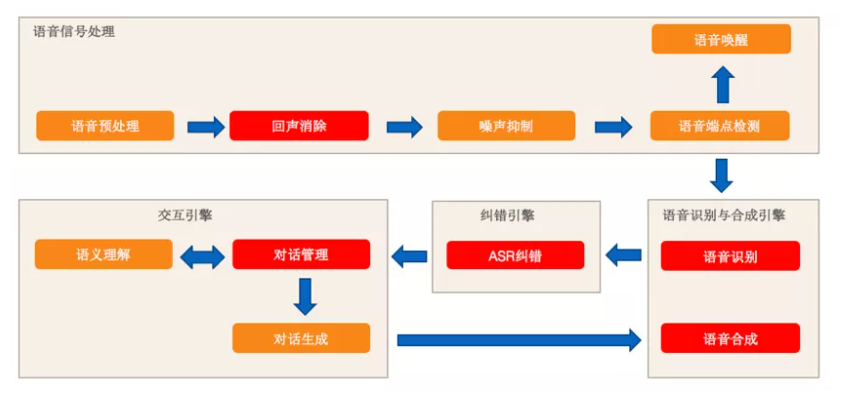 语音信号处理
语音唤醒
语音预处理
回声消除
噪声抑制
语音端点检测
交互引擎
纠错引擎
语音识别与合成引擎
语义理解
对话管理
ASR纠错
语音识别
对话生成
语音合成